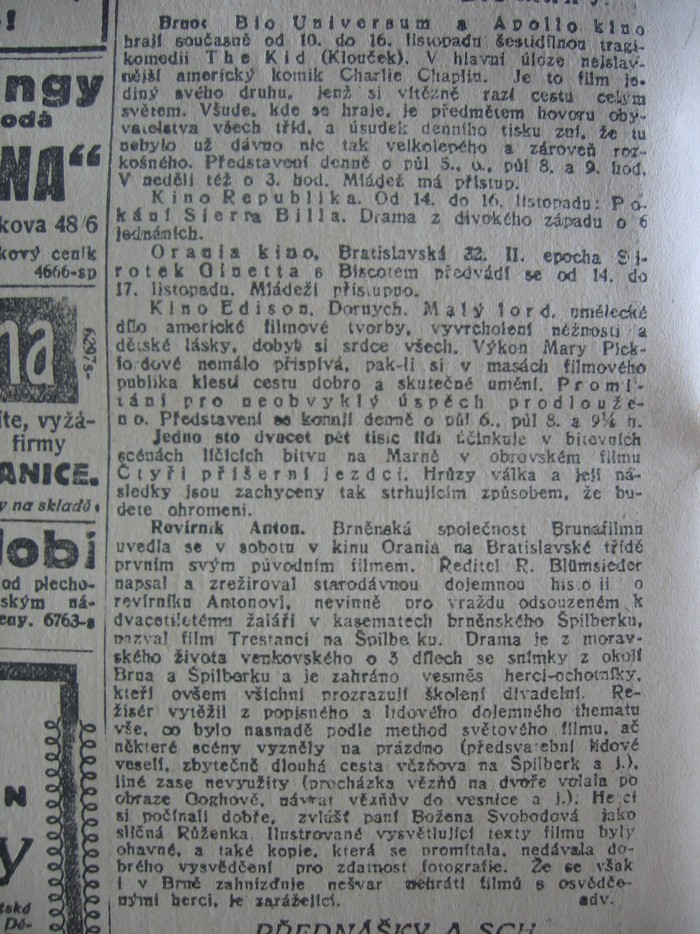 Brno: Bio Universum a Apollo kino
hrají současně od 10. do 16. listopadu šestidílnou tragi-
komedii The Kid (Klouček). V hlavní úloze nejslav-
nější americký komik Charlie Chaplin. Je to film je-
diný svého druhu, jenž si vítězně razí cestu celým
světem. Všude, kde se hraje, je předmětem hovoru oby-
vatelstva všech tříd, a úsudek denního tisku zní, že tu
nebylo už dávno nic tak velkolepého a zároveň roz-
košného. Představení denně o půl 5., u., půl 8. a 9. hod.
V neděli též o 3. hod. Mládež má přístup.
Kino Republika. Od 14. do 16. listopadu: Po-
kání Sierra Billa. Drama z divokého západu o 6
jednáních.
Orania kino, Bratislavská 32. II. epocha Si-
rotek Ginetta s Biscotem předvádí se od 14. do
17. listopadu. Mládeži přístupno.
Kino Edison, Dornych. Malý lord, umělecké
dílo americké filmové tvorby, vyvrcholení něžnosti a
dětské lásky, dobyl si srdce všech. Výkon Mary Pick-
fordové nemálo přispívá, pak-li si v masách filmového
publika klestí cestu dobro a skutečné umění. Promí-
tání pro neobvyklý úspěch prodlouže-
no. Představení se konají denně o půl 6., půl 8. a 9¼ h.
Jedno sto dvacet pět tisíc lidí účinkuje v bitevních
scénách líčících bitvu na Marně v obrovském filmu
Čtyři příšerní jezdci. Hrůzy válka a její ná-
sledky jsou zachyceny tak strhujícím způsobem, že bu-
dete ohromeni.
Revírník Anton. Brněnská společnost Brunafilma
uvedla se v sobotu v kinu Orania na Bratislavské třídě
prvním svým původním filmem. Ředitel R. Blümsieder
napsal a zrežiroval starodávnou dojemnou historii o
revírníku Antonovi, nevinně pro vraždu odsouzeném k
dvacetiletému žaláři v kasematech brněnského Špilberku,
nazval film Trestanci na Špilberku. Drama je z morav-
ského života venkovského o 3 dílech se snímky z okolí
Brna a Špilberku a je zahráno vesměs herci-ochotníky,
kteří ovšem všichni prozrazují školení divadelní. Re-
žisér vytěžil z popisného a lidového dojemného thematu
vše, co bylo nasnadě podle method světového filmu, ač
některé scény vyzněly na prázdno (předsvatební lidové
veselí, zbytečně dlouhá cesta vězňova na Špilberk a j.),
jiné zase nevyužity (procházka vězňů na dvoře volala po
obraze Goghově, návrat vězňův do vesnice a j.). Herci
si počínali dobře, zvlášť paní Božena Svobodová jako
sličná Růženka. Ilustrované vysvětlující texty filmu byly
ohavné, a také kopie, která se promítala, nedávala do-
brého vysvědčení pro zdatnost fotografie. Že se však
i v Brně zahnízďuje nešvar nehráti filmů s osvědče-
nými herci, je zarážející. adv.
PŘEDNÁŠKY A SCH
ngy
odá
NA“
kova 48/6
kový ceník
4666-sp
na
6297s-
íte, vyžá-
firmy
ANICE.
y na skladě.
obi
od plecho-
ským ná-
eny. 6763-s
N
y
tské
Dě-